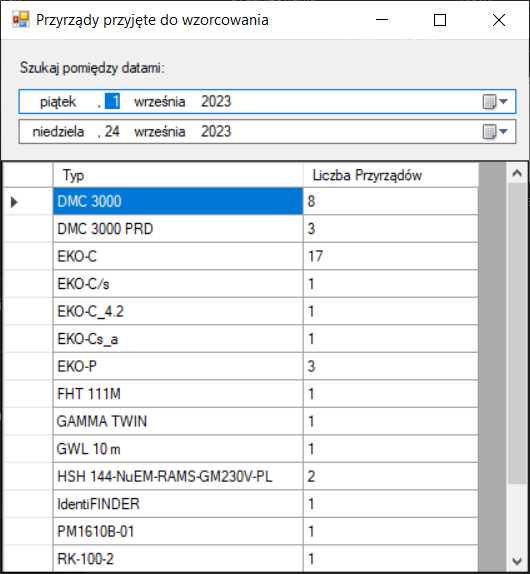 Przyrządy przyjęte do wzorcowania
Szukaj pomiędzy datami:
piątek , 1 września 2023
niedziela , 24 września 2023
Typ Liczba Przyrządów
DMC 3000 8
DMC 3000 PRD 3
EKO-C 17
EKO-C/s 1
EKO-C_4.2 1
EKO-Cs_a 1
EKO-P 3
FHT 111M 1
GAMMA TWIN 1
GWL 10 m 1
HSH 144-NuEM-RAMS-GM230V-PL 2
IdentiFINDER 1
PM1610B-01 1
RK-100-2 1